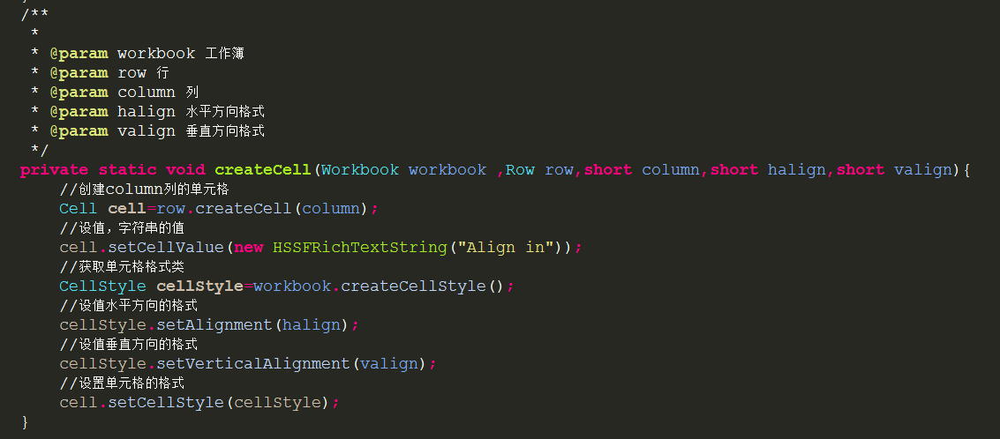 /**
 *
 * @param workbook 工作簿
 * @param row 行
 * @param column 列
 * @param halign 水平方向格式
 * @param valign 垂直方向格式
 */
private static void createCell(Workbook workbook ,Row row,short column,short halign,short valign){
    //创建column列的单元格
    Cell cell=row.createCell(column);
    //设值，字符串的值
    cell.setCellValue(new HSSFRichTextString("Align in"));
    //获取单元格格式类
    CellStyle cellStyle=workbook.createCellStyle();
    //设值水平方向的格式
    cellStyle.setAlignment(halign);
    //设值垂直方向的格式
    cellStyle.setVerticalAlignment(valign);
    //设置单元格的格式
    cell.setCellStyle(cellStyle);
}